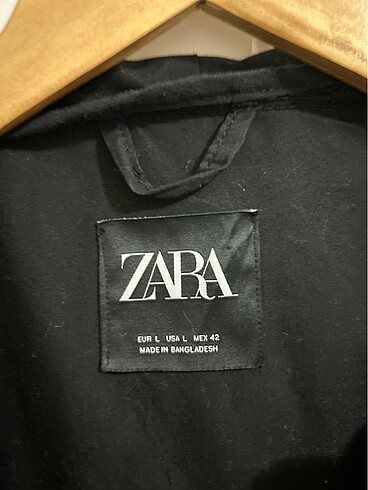 ZARA
EUR L USA L MEX 42
MADE IN BANGLADESH